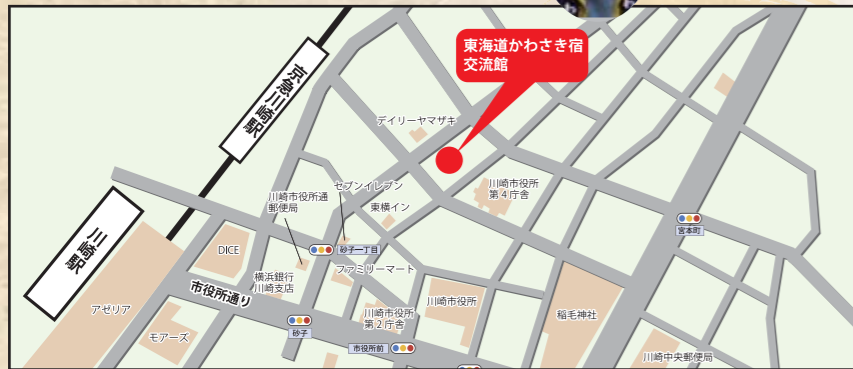 東海道かわさき宿
交流館
京急川崎駅
デイリーヤマザキ
セブンイレブン
川崎市役所通
郵便局
東横イン
川崎市役所
第4庁舎
宮本町
川崎駅
DICE
砂子一丁目
横浜銀行
川崎支店
ファミリーマート
市役所通り
アゼリア
モアーズ
砂子
川崎市役所
第2庁舎
川崎市役所
稲毛神社
市役所前
川崎中央郵便局